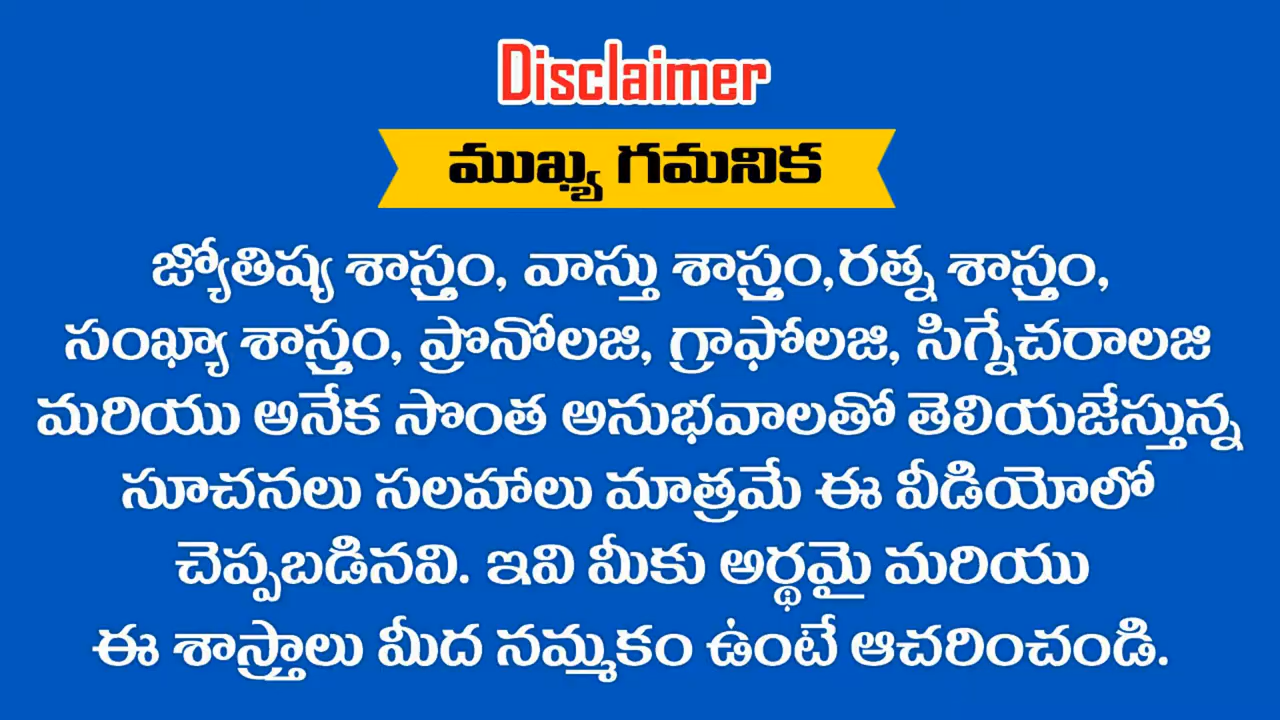 Disclaimer
ముఖ్య గమనిక
జ్యోతిష్య శాస్త్రం, వాస్తు శాస్త్రం,రత్న శాస్త్రం,
సంఖ్యా శాస్త్రం, ప్రొనోలజి, గ్రాఫోలజి, సిగ్నేచరాలజి
మరియు అనేక సొంత అనుభవాలతో తెలియజేస్తున్న
సూచనలు సలహాలు మాత్రమే ఈ వీడియోలో
చెప్పబడినవి. ఇవి మీకు అర్థమై మరియు
ఈ శాస్త్రాలు మీద నమ్మకం ఉంటే ఆచరించండి.